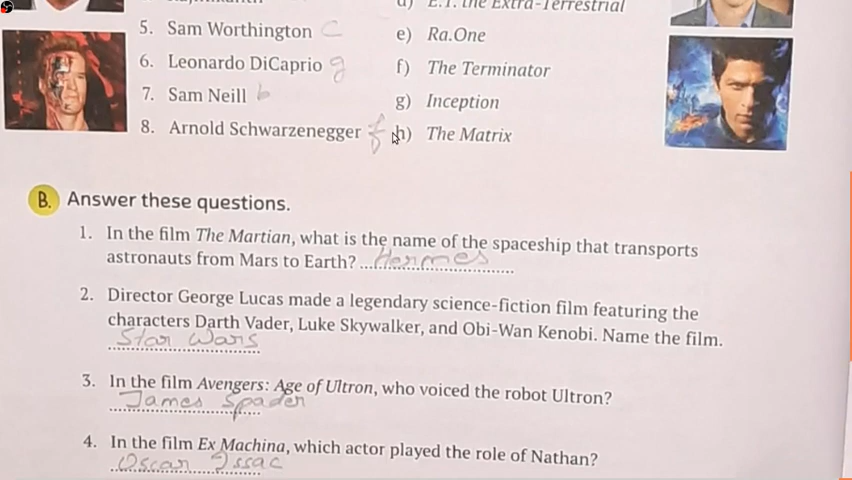 d) E.T. the Extra-Terrestrial
5. Sam Worthington c e) Ra.One
6. Leonardo DiCaprio g f) The Terminator
7. Sam Neill b g) Inception
8. Arnold Schwarzenegger f h) The Matrix
B. Answer these questions.
1. In the film The Martian, what is the name of the spaceship that transports
astronauts from Mars to Earth? Hermes
2. Director George Lucas made a legendary science-fiction film featuring the
characters Darth Vader, Luke Skywalker, and Obi-Wan Kenobi. Name the film.
Star Wars
3. In the film Avengers: Age of Ultron, who voiced the robot Ultron?
James Spader
4. In the film Ex Machina, which actor played the role of Nathan?
Oscar Issac